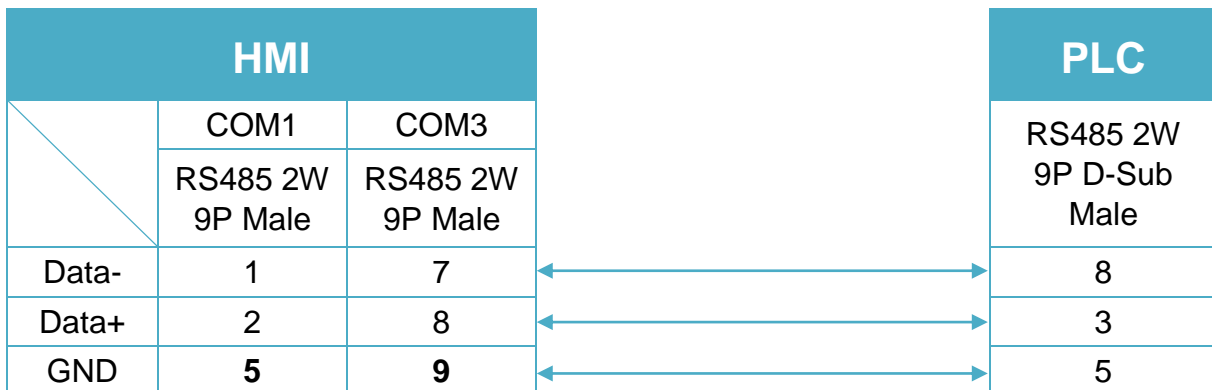 HMI PLC
COM1 COM3
RS485 2W RS485 2W RS485 2W
9P Male 9P Male 9P D-Sub
Male
Data- 1 7 8
Data+ 2 8 3
GND 5 9 5